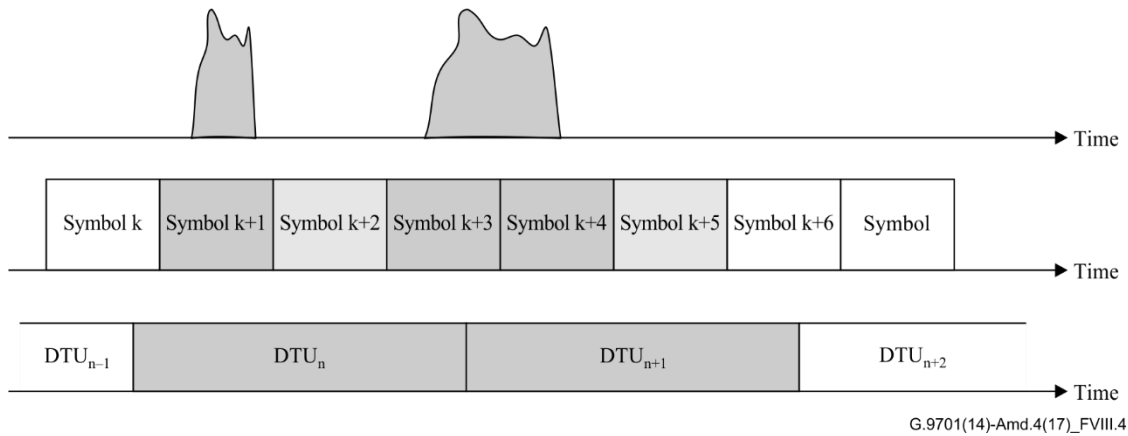 Time
Symbol k Symbol k+1 Symbol k+2 Symbol k+3 Symbol k+4 Symbol k+5 Symbol k+6 Symbol
Time
DTUn–1 DTUn DTUn+1 DTUn+2
Time
G.9701(14)-Amd.4(17)_FVIII.4